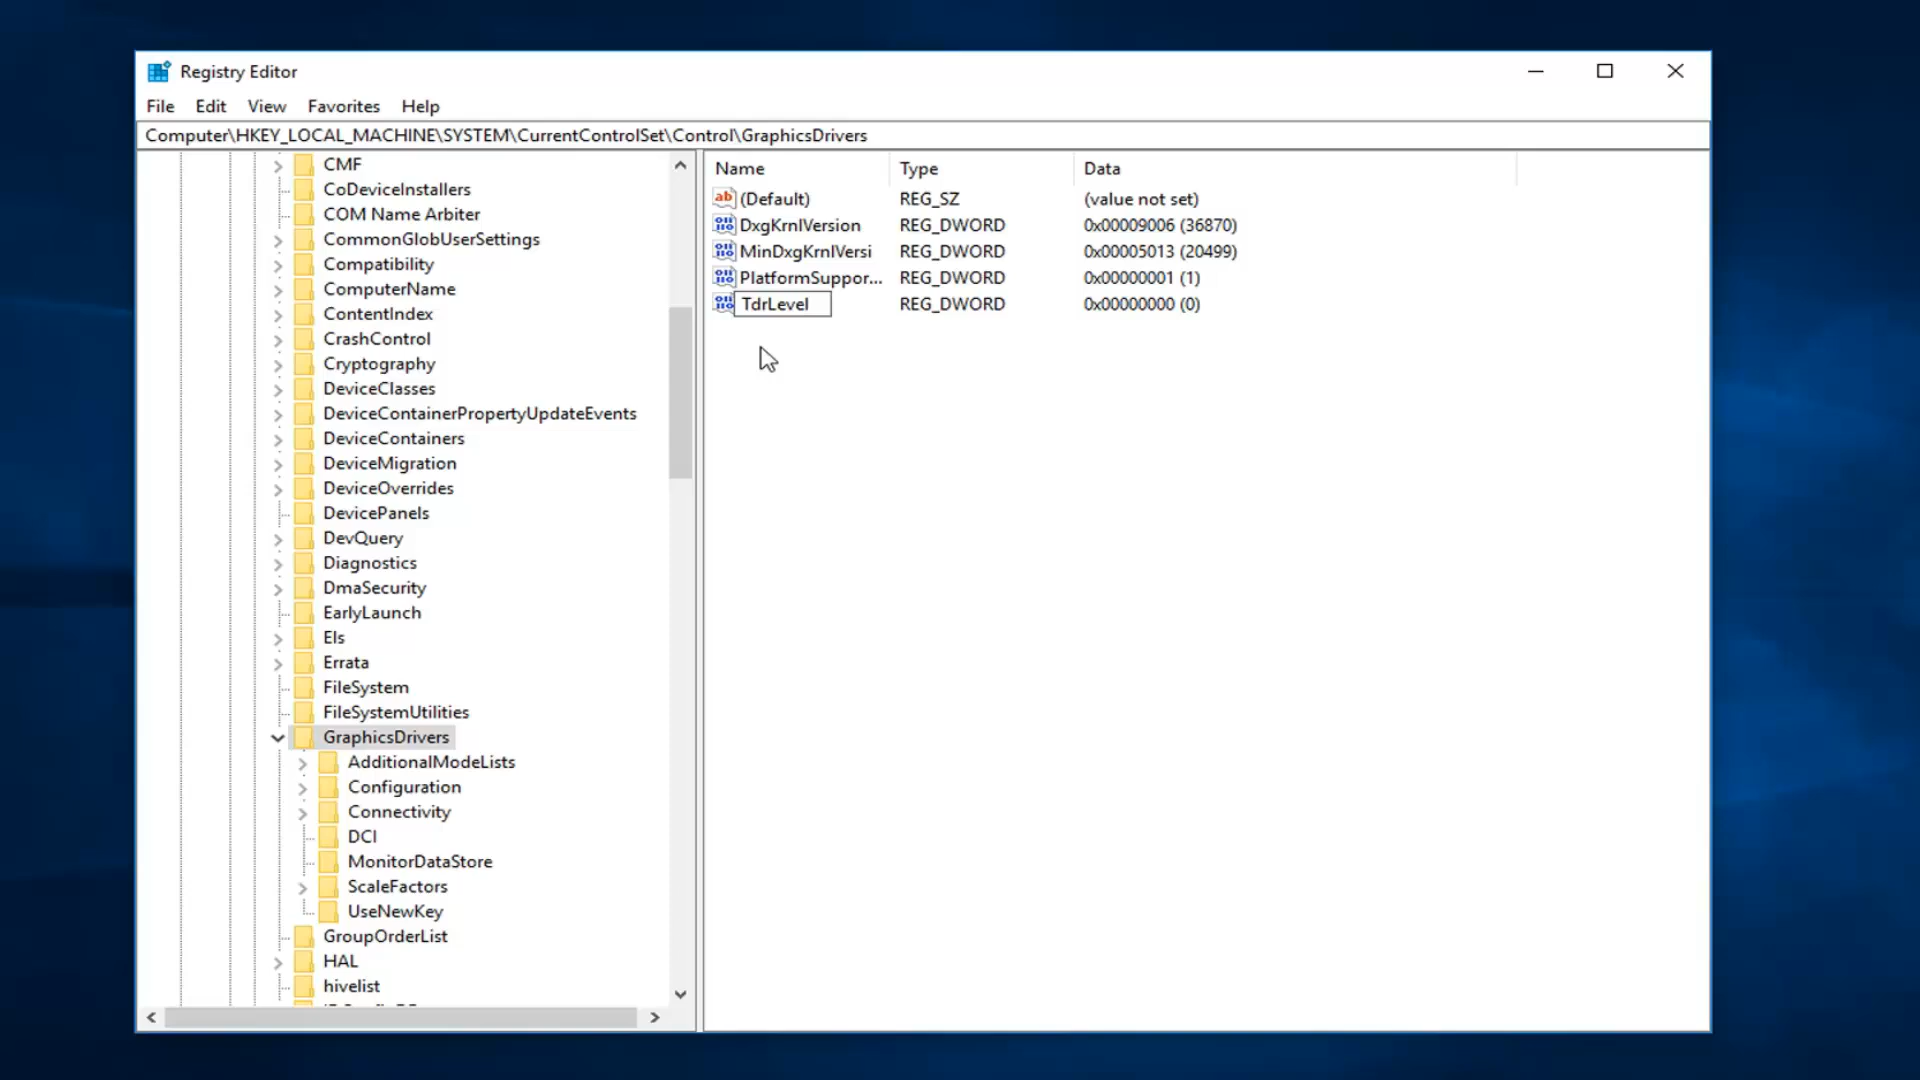 Registry Editor
File Edit View Favorites Help
Computer\HKEY_LOCAL_MACHINE\SYSTEM\CurrentControlSet\Control\GraphicsDrivers
CMF
CoDeviceInstallers
COM Name Arbiter
CommonGlobUserSettings
Compatibility
ComputerName
ContentIndex
CrashControl
Cryptography
DeviceClasses
DeviceContainerPropertyUpdateEvents
DeviceContainers
DeviceMigration
DeviceOverrides
DevicePanels
DevQuery
Diagnostics
DmaSecurity
EarlyLaunch
Els
Errata
FileSystem
FileSystemUtilities
GraphicsDrivers
AdditionalModeLists
Configuration
Connectivity
DCI
MonitorDataStore
ScaleFactors
UseNewKey
GroupOrderList
HAL
hivelist
Name Type Data
(Default) REG_SZ (value not set)
DxgKrnlVersion REG_DWORD 0x00009006 (36870)
MinDxgKrnlVersi REG_DWORD 0x00005013 (20499)
PlatformSuppor... REG_DWORD 0x00000001 (1)
TdrLevel REG_DWORD 0x00000000 (0)